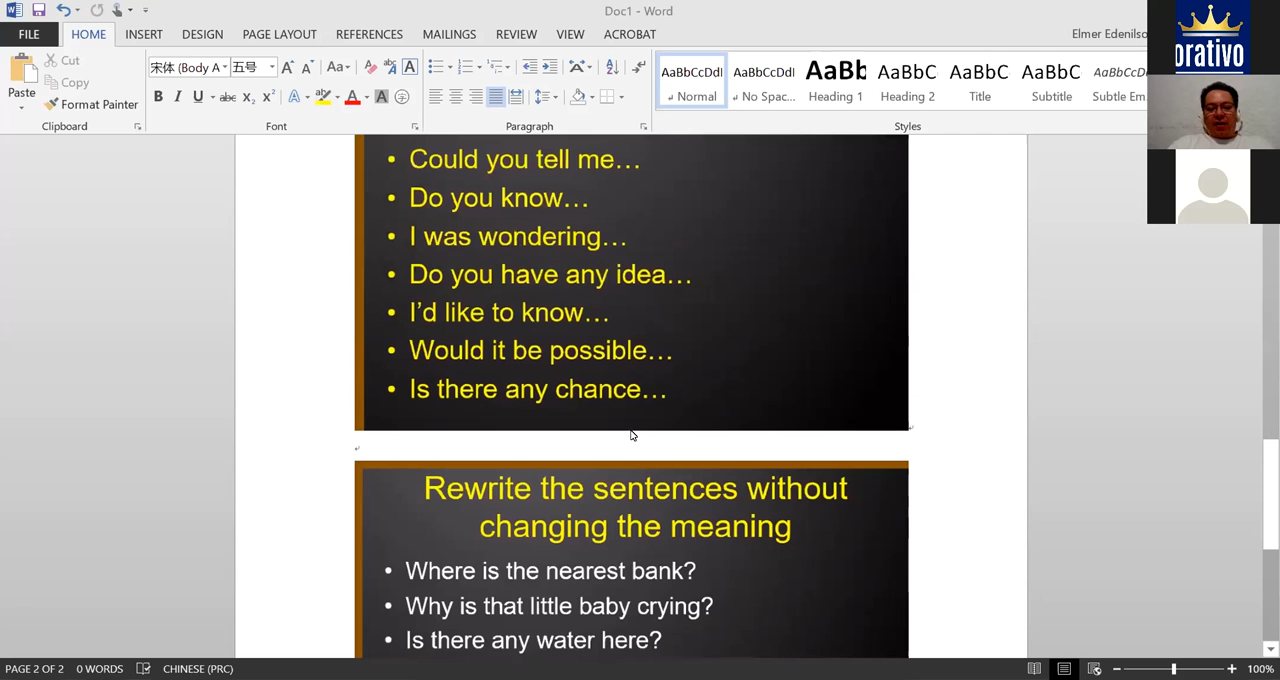 Doc1 - Word
FILE HOME INSERT DESIGN PAGE LAYOUT REFERENCES MAILINGS REVIEW VIEW ACROBAT
Elmer Edenilso
orativo
Cut
Copy
Paste
Format Painter
宋体 (Body A 五号
AaBbCcDdI AaBbCcDdI AaBb AaBbC AaBbC AaBbC AaBbCcD
Normal No Spac... Heading 1 Heading 2 Title Subtitle Subtle Em
Clipboard Font Paragraph Styles
• Could you tell me…
• Do you know…
• I was wondering…
• Do you have any idea…
• I’d like to know…
• Would it be possible…
• Is there any chance…
Rewrite the sentences without
changing the meaning
• Where is the nearest bank?
• Why is that little baby crying?
• Is there any water here?
PAGE 2 OF 2 0 WORDS CHINESE (PRC) 100%